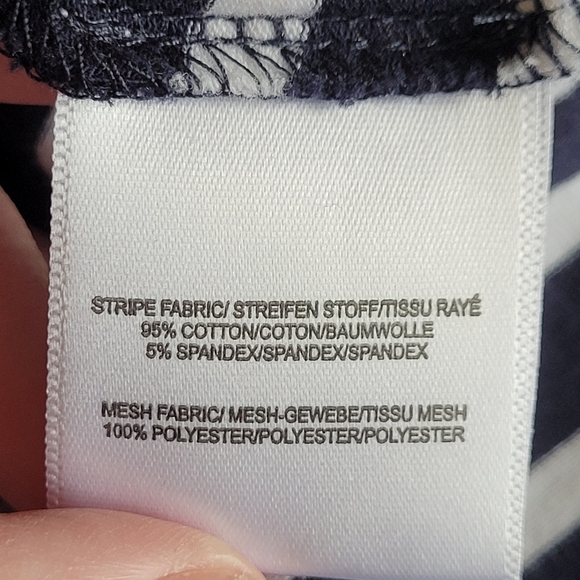 STRIPE FABRIC/ STREIFEN STOFF/TISSU RAYÉ
95% COTTON/COTON/BAUMWOLLE
5% SPANDEX/SPANDEX/SPANDEX
MESH FABRIC/ MESH-GEWEBE/TISSU MESH
100% POLYESTER/POLYESTER/POLYESTER